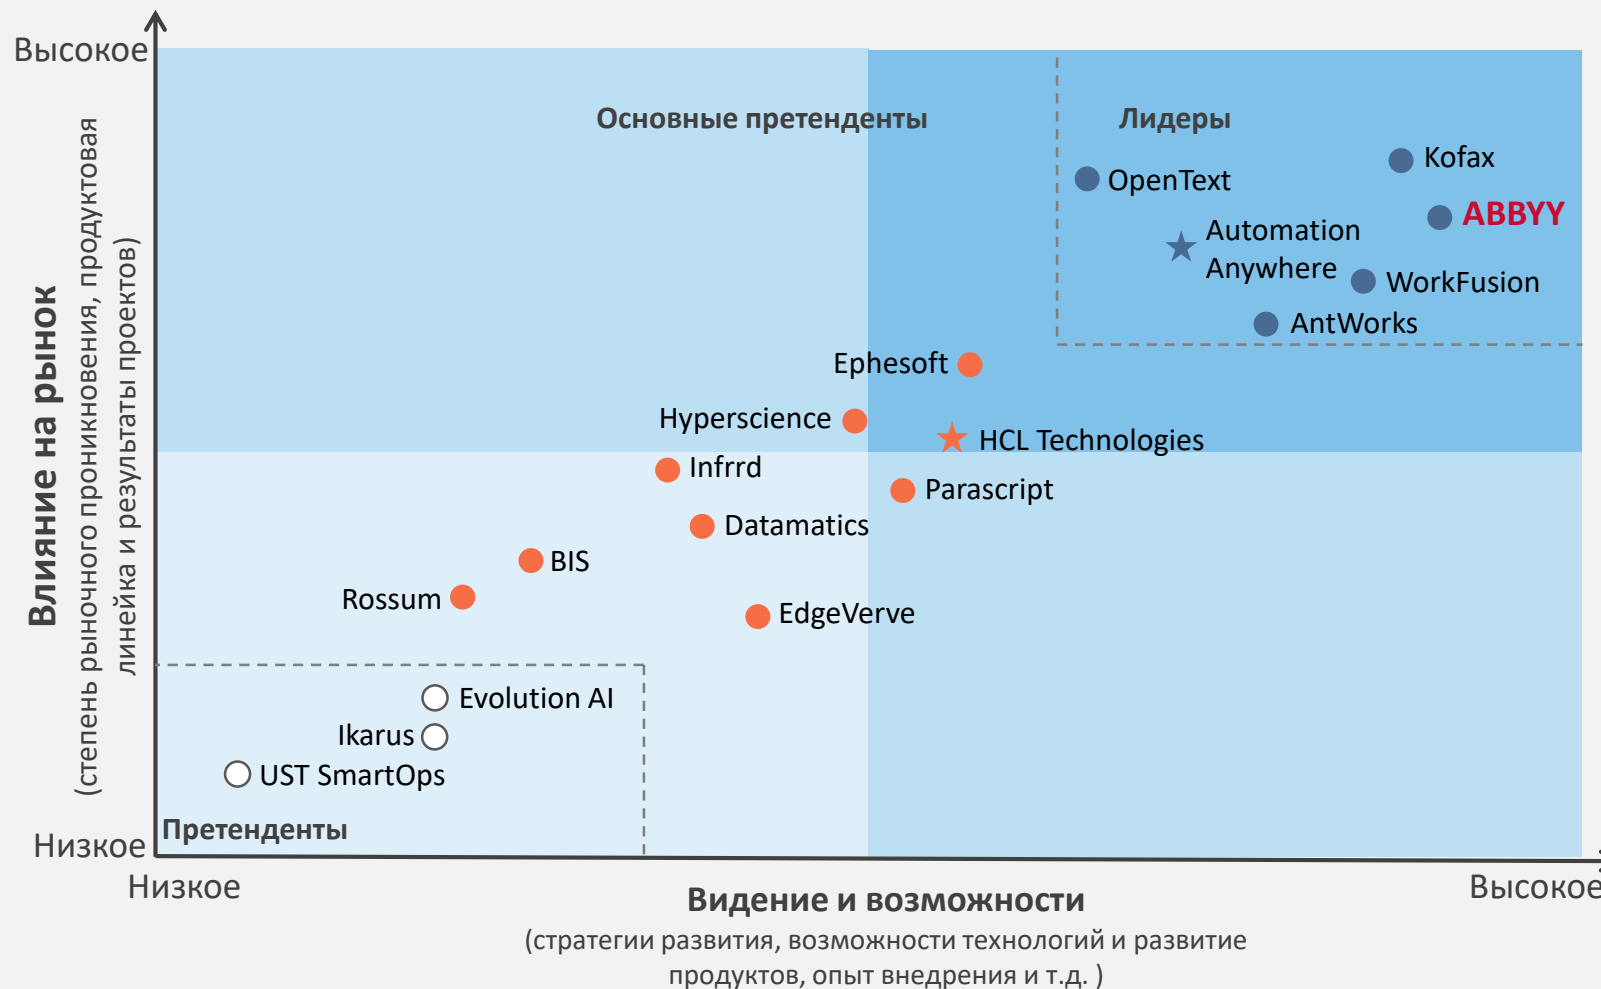 Высокое
Основные претенденты
Лидеры
Kofax
OpenText
ABBYY
Automation
Anywhere
WorkFusion
AntWorks
Ephesoft
Hyperscience
HCL Technologies
Infrrd
Parascript
Datamatics
BIS
Rossum
EdgeVerve
Evolution AI
Ikarus
UST SmartOps
Претенденты
Влияние на рынок
(степень рыночного проникновения, продуктовая
линейка и результаты проектов)
Низкое
Низкое
Высокое
Видение и возможности
(стратегии развития, возможности технологий и развитие
продуктов, опыт внедрения и т.д. )